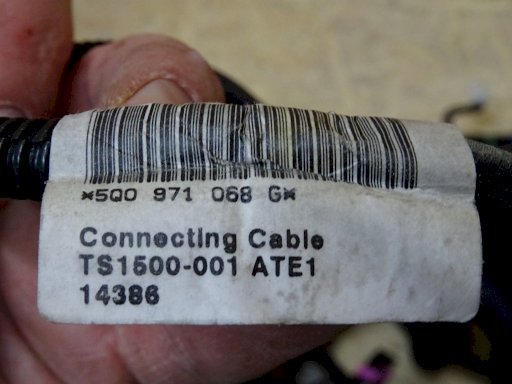 *5Q0 971 068 G*
Connecting Cable
TS1500-001 ATE1
14386